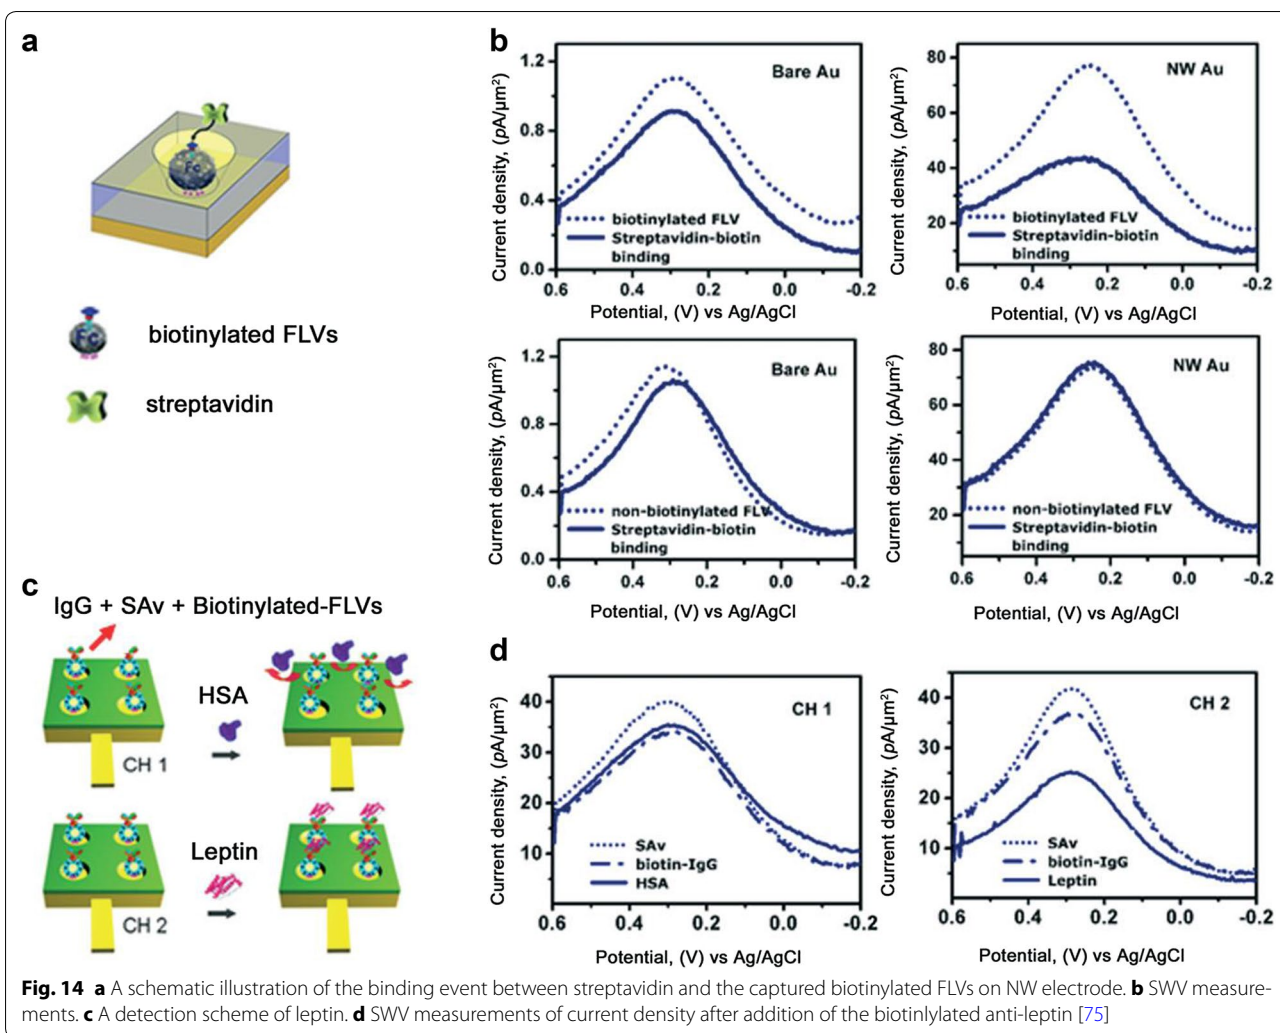 a
Fc
biotinylated FLVs
Fc
streptavidin
b
Current density, (pA/μm²)
1.2
0.8
0.4
0.0
Bare Au
biotinylated FLV
Streptavidin-biotin
binding
0.6 0.4 0.2 0.0 -0.2
Potential, (V) vs Ag/AgCl
Current density, (pA/μm²)
80
60
40
20
NW Au
biotinylated FLV
Streptavidin-biotin
binding
0.6 0.4 0.2 0.0 -0.2
Potential, (V) vs Ag/AgCl
Current density, (pA/μm²)
1.2
0.8
0.4
0.0
Bare Au
non-biotinylated FLV
Streptavidin-biotin
binding
0.6 0.4 0.2 0.0 -0.2
Potential, (V) vs Ag/AgCl
Current density, (pA/μm²)
80
60
40
20
NW Au
non-biotinylated FLV
Streptavidin-biotin
binding
0.6 0.4 0.2 0.0 -0.2
Potential, (V) vs Ag/AgCl
c
IgG + SAv + Biotinylated-FLVs
HSA
CH 1
Leptin
CH 2
d
Current density, (pA/μm²)
40
30
20
10
CH 1
SAv
biotin-IgG
HSA
0.6 0.4 0.2 0.0 -0.2
Potential, (V) vs Ag/AgCl
Current density, (pA/μm²)
40
30
20
10
CH 2
SAv
biotin-IgG
Leptin
0.6 0.4 0.2 0.0 -0.2
Potential, (V) vs Ag/AgCl
Fig. 14 a A schematic illustration of the binding event between streptavidin and the captured biotinylated FLVs on NW electrode. b SWV measure-
ments. c A detection scheme of leptin. d SWV measurements of current density after addition of the biotinlylated anti-leptin [75]